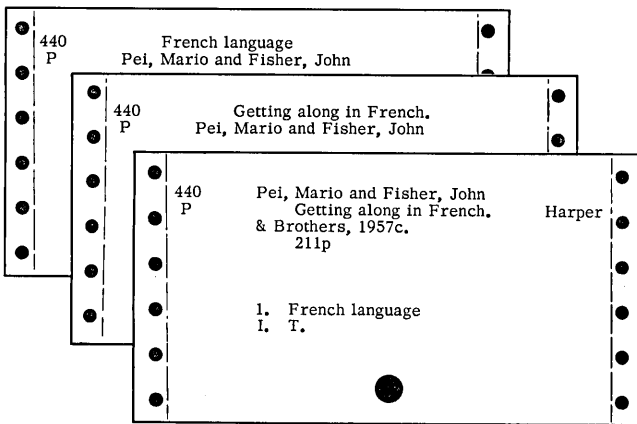 440 French language
P Pei, Mario and Fisher, John
440 Getting along in French.
P Pei, Mario and Fisher, John
440 Pei, Mario and Fisher, John
P Getting along in French. Harper
& Brothers, 1957c.
211p
1. French language
I. T.